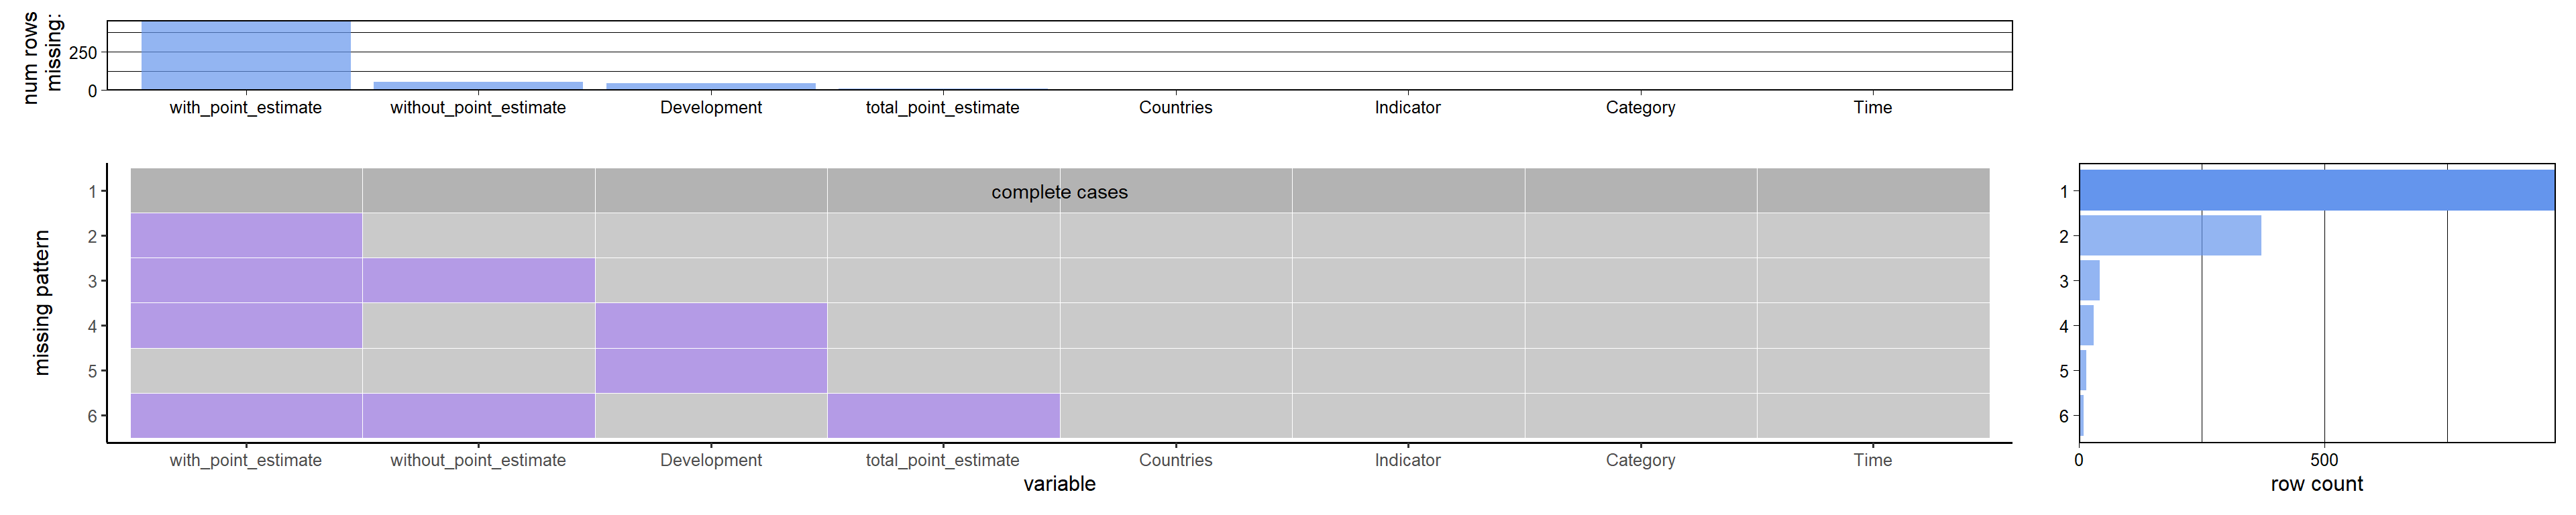 num rows
missing:
250
0
with_point_estimate without_point_estimate Development total_point_estimate Countries Indicator Category Time
missing pattern
1
2
3
4
5
6
complete cases
with_point_estimate without_point_estimate Development total_point_estimate Countries Indicator Category Time
variable
1
2
3
4
5
6
0 500
row count